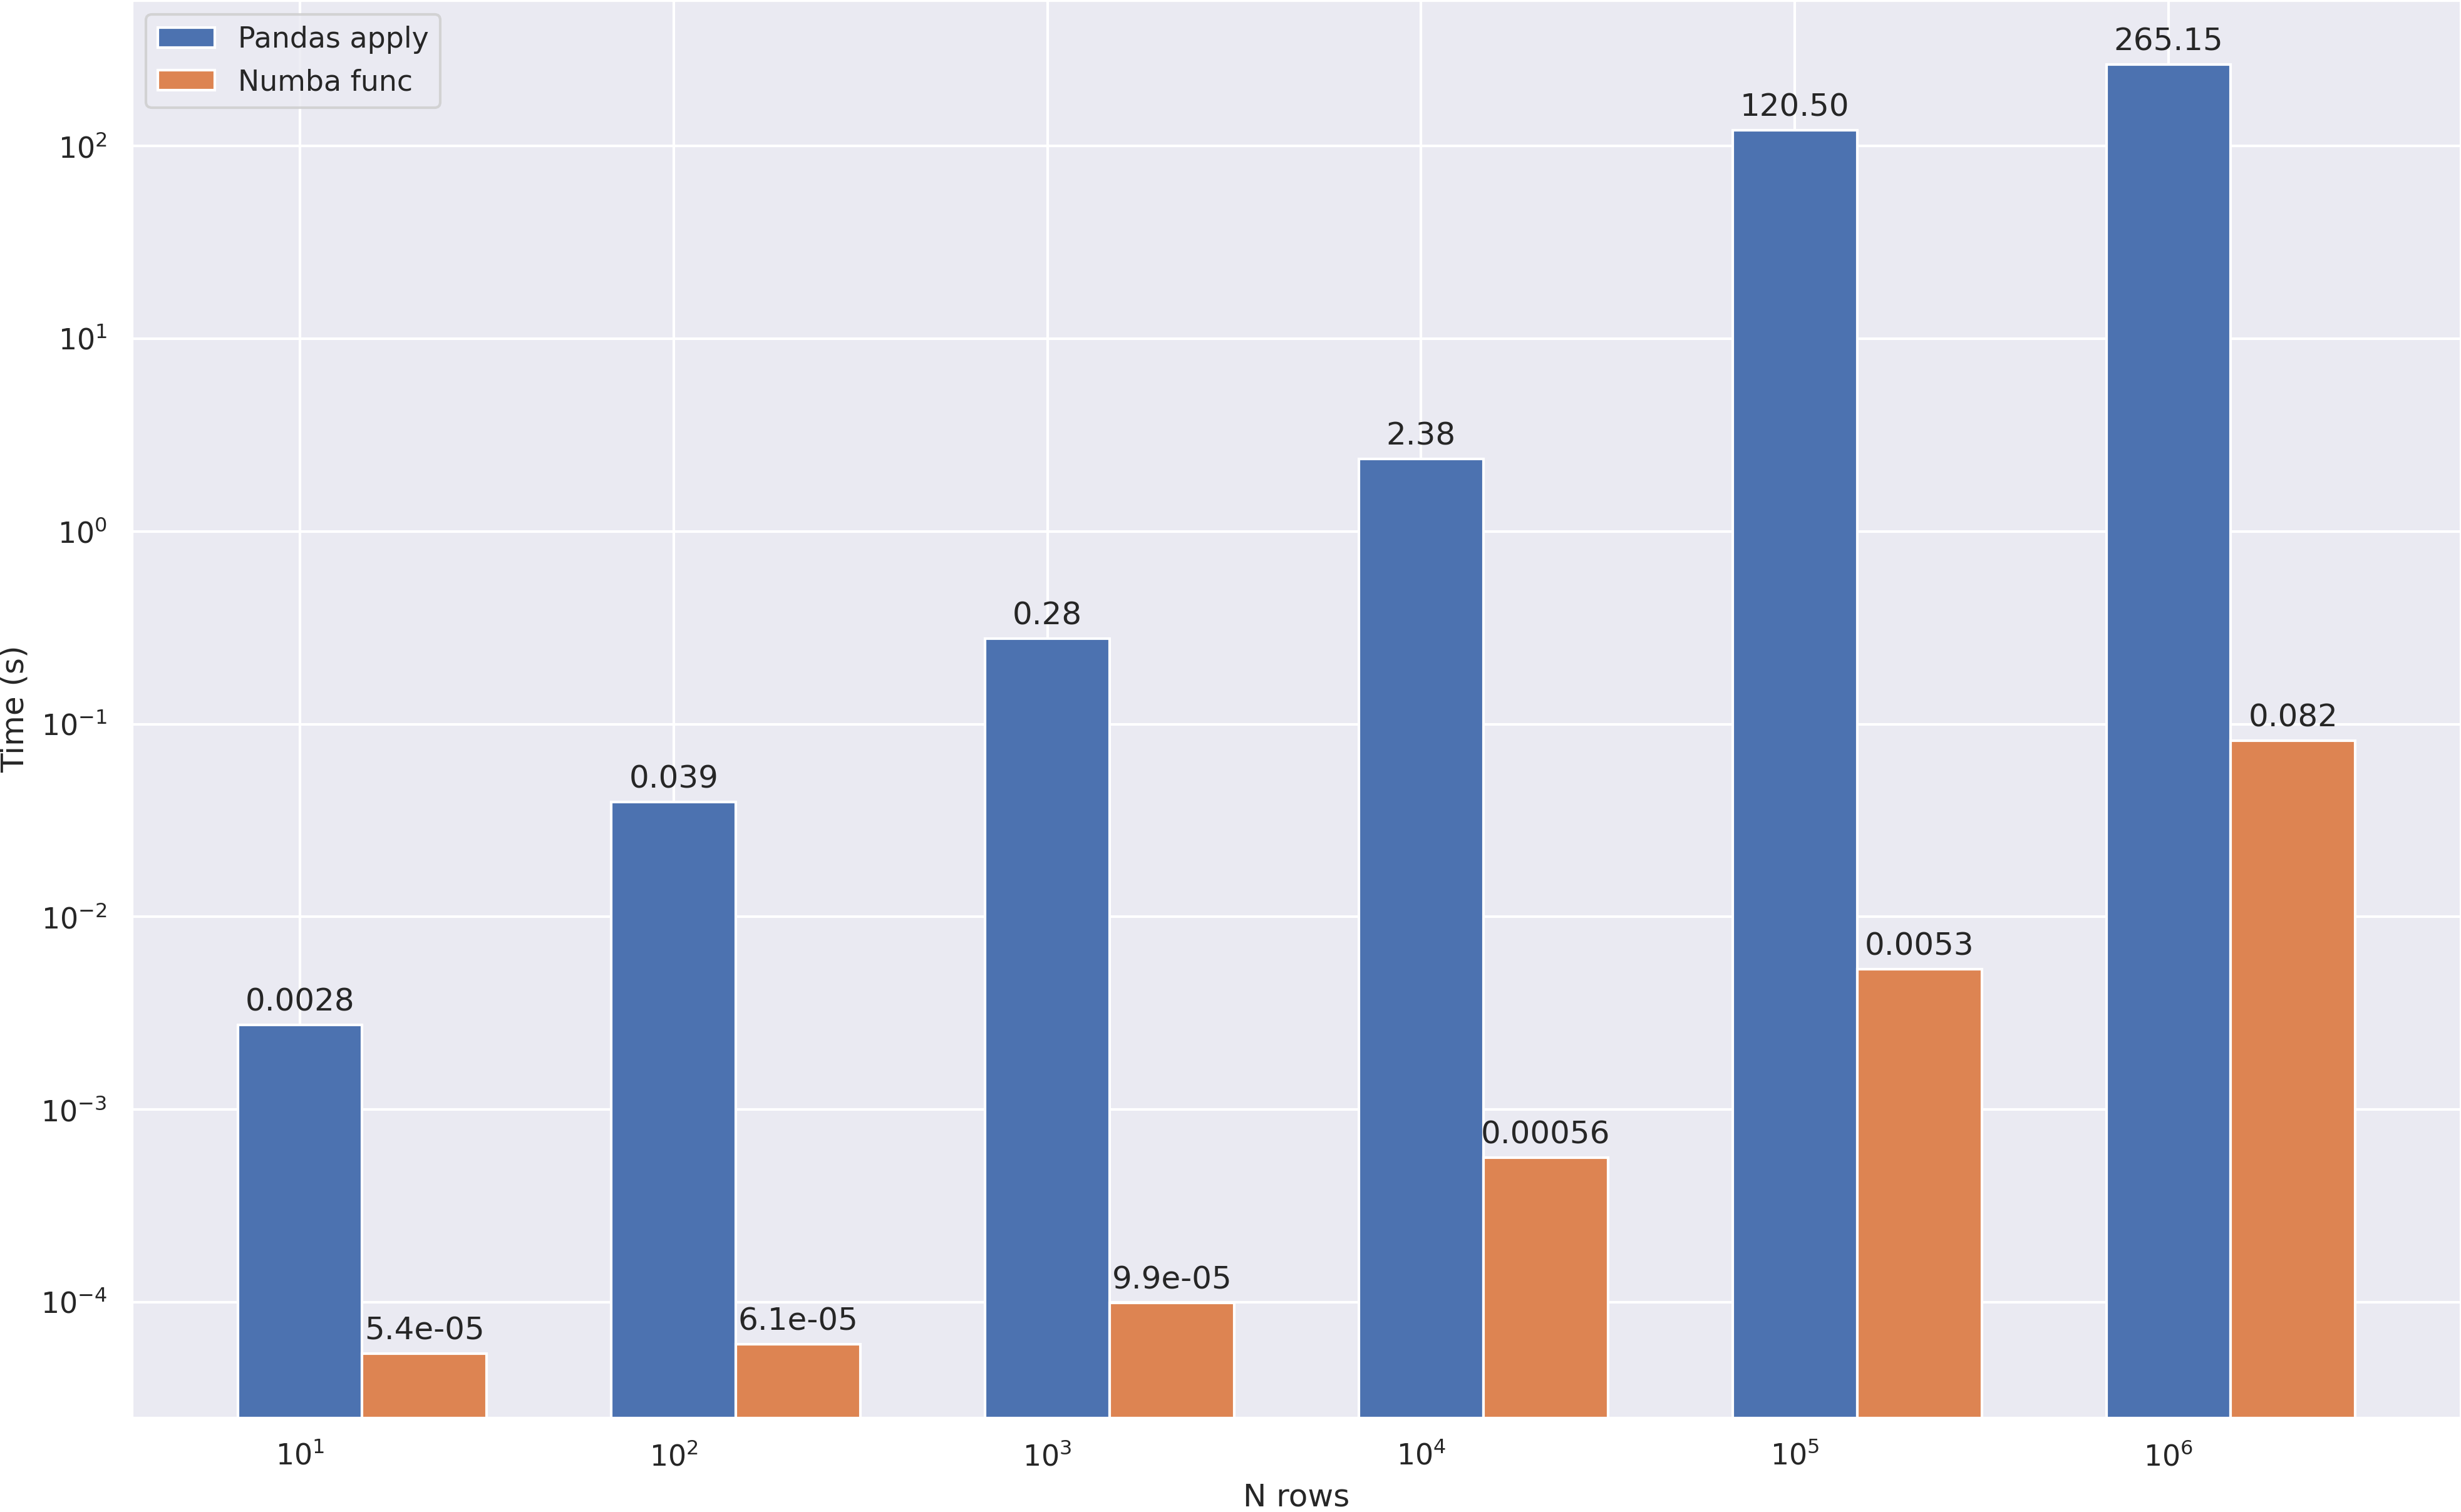 Pandas apply
Numba func
265.15
120.50
10²
10¹
2.38
10⁰
0.28
10⁻¹
0.082
0.039
10⁻²
0.0053
0.0028
10⁻³
0.00056
10⁻⁴
9.9e-05
6.1e-05
5.4e-05
Time (s)
10¹ 10² 10³ 10⁴ 10⁵ 10⁶
N rows